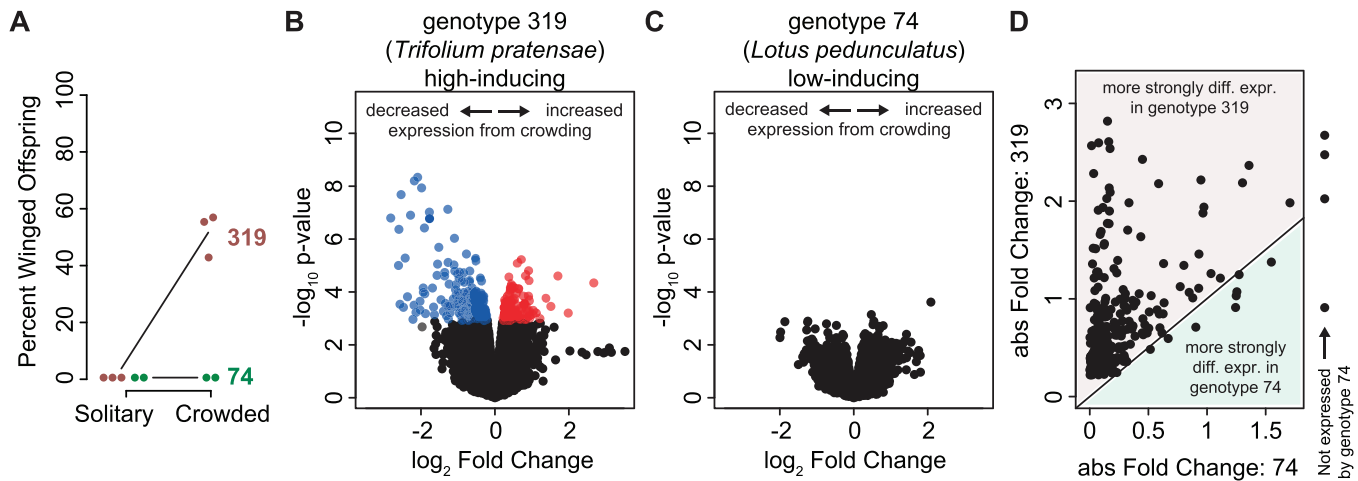 A
Percent Winged Offspring
100
80
60
40
20
0
319
74
Solitary
Crowded
B
genotype 319
(Trifolium pratensae)
high-inducing
decreased
increased
expression from crowding
-log10 p-value
10
8
6
4
2
0
-2
0
2
log2 Fold Change
C
genotype 74
(Lotus pedunculatus)
low-inducing
decreased
increased
expression from crowding
-log10 p-value
10
8
6
4
2
0
-2
0
2
log2 Fold Change
D
more strongly diff. expr.
in genotype 319
more strongly
diff. expr. in
genotype 74
abs Fold Change: 319
3
2
1
0
0
0.5
1
1.5
abs Fold Change: 74
Not expressed
by genotype 74